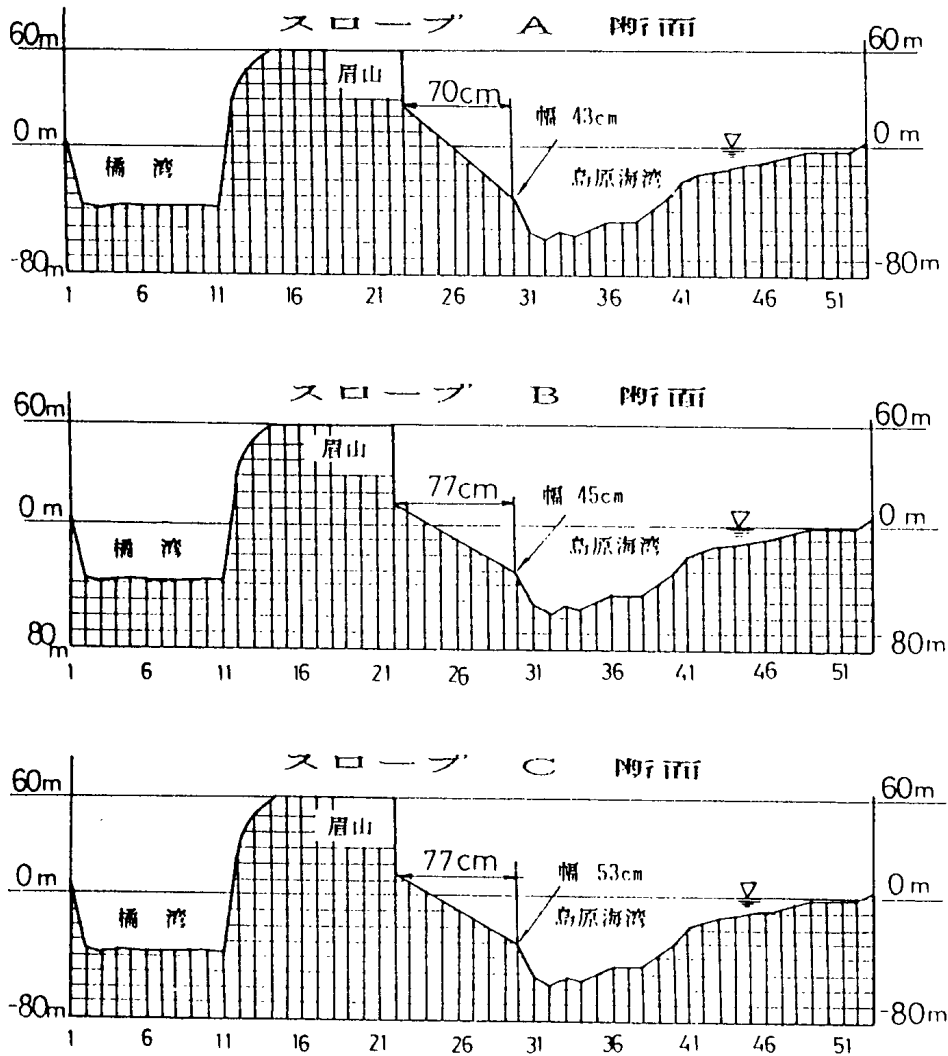 スロープ A 断面
60m 60m
眉山
70cm
幅 43cm
0m 0m
橘湾 島原海湾
-80m -80m
1 6 11 16 21 26 31 36 41 46 51
スロープ B 断面
60m 60m
眉山
77cm
幅 45cm
0m 0m
橘湾 島原海湾
80m -80m
1 6 11 16 21 26 31 36 41 46 51
スロープ C 断面
60m 60m
眉山
77cm
幅 53cm
0m 0m
橘湾 島原海湾
-80m -80m
1 6 11 16 21 26 31 36 41 46 51